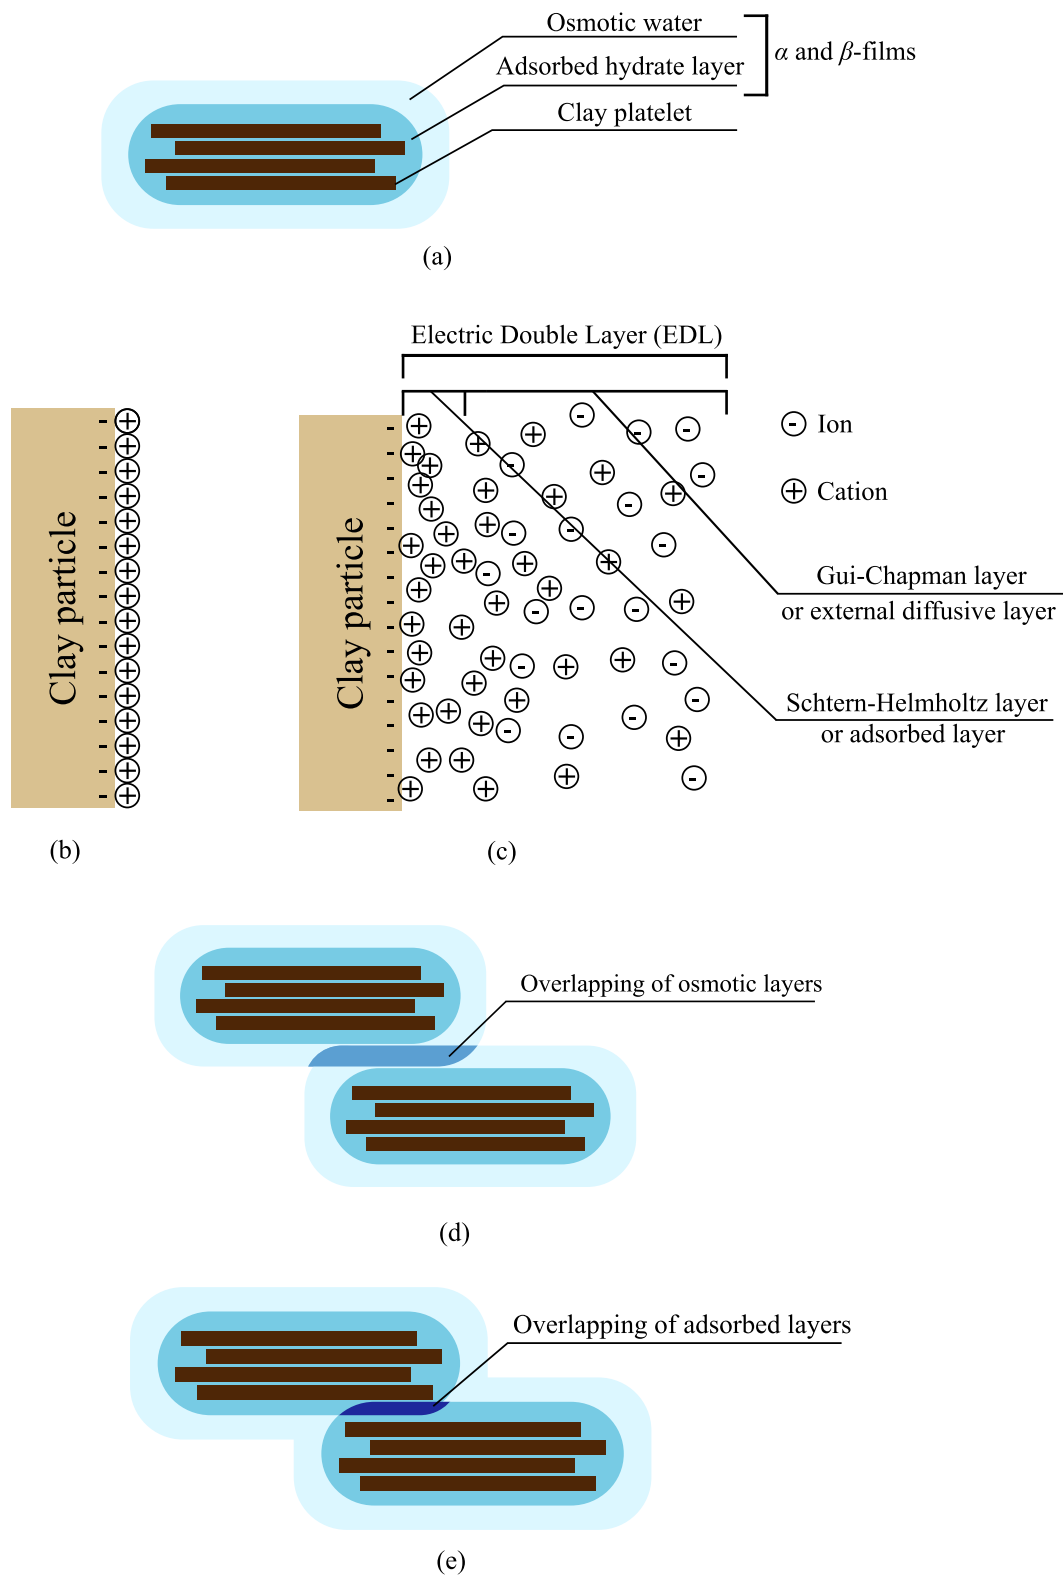 Osmotic water
Adsorbed hydrate layer
α and β-films
Clay platelet
(a)
Electric Double Layer (EDL)
Clay particle
Clay particle
- Ion
+ Cation
Gui-Chapman layer
or external diffusive layer
Schtern-Helmholtz layer
or adsorbed layer
(b)
(c)
Overlapping of osmotic layers
(d)
Overlapping of adsorbed layers
(e)